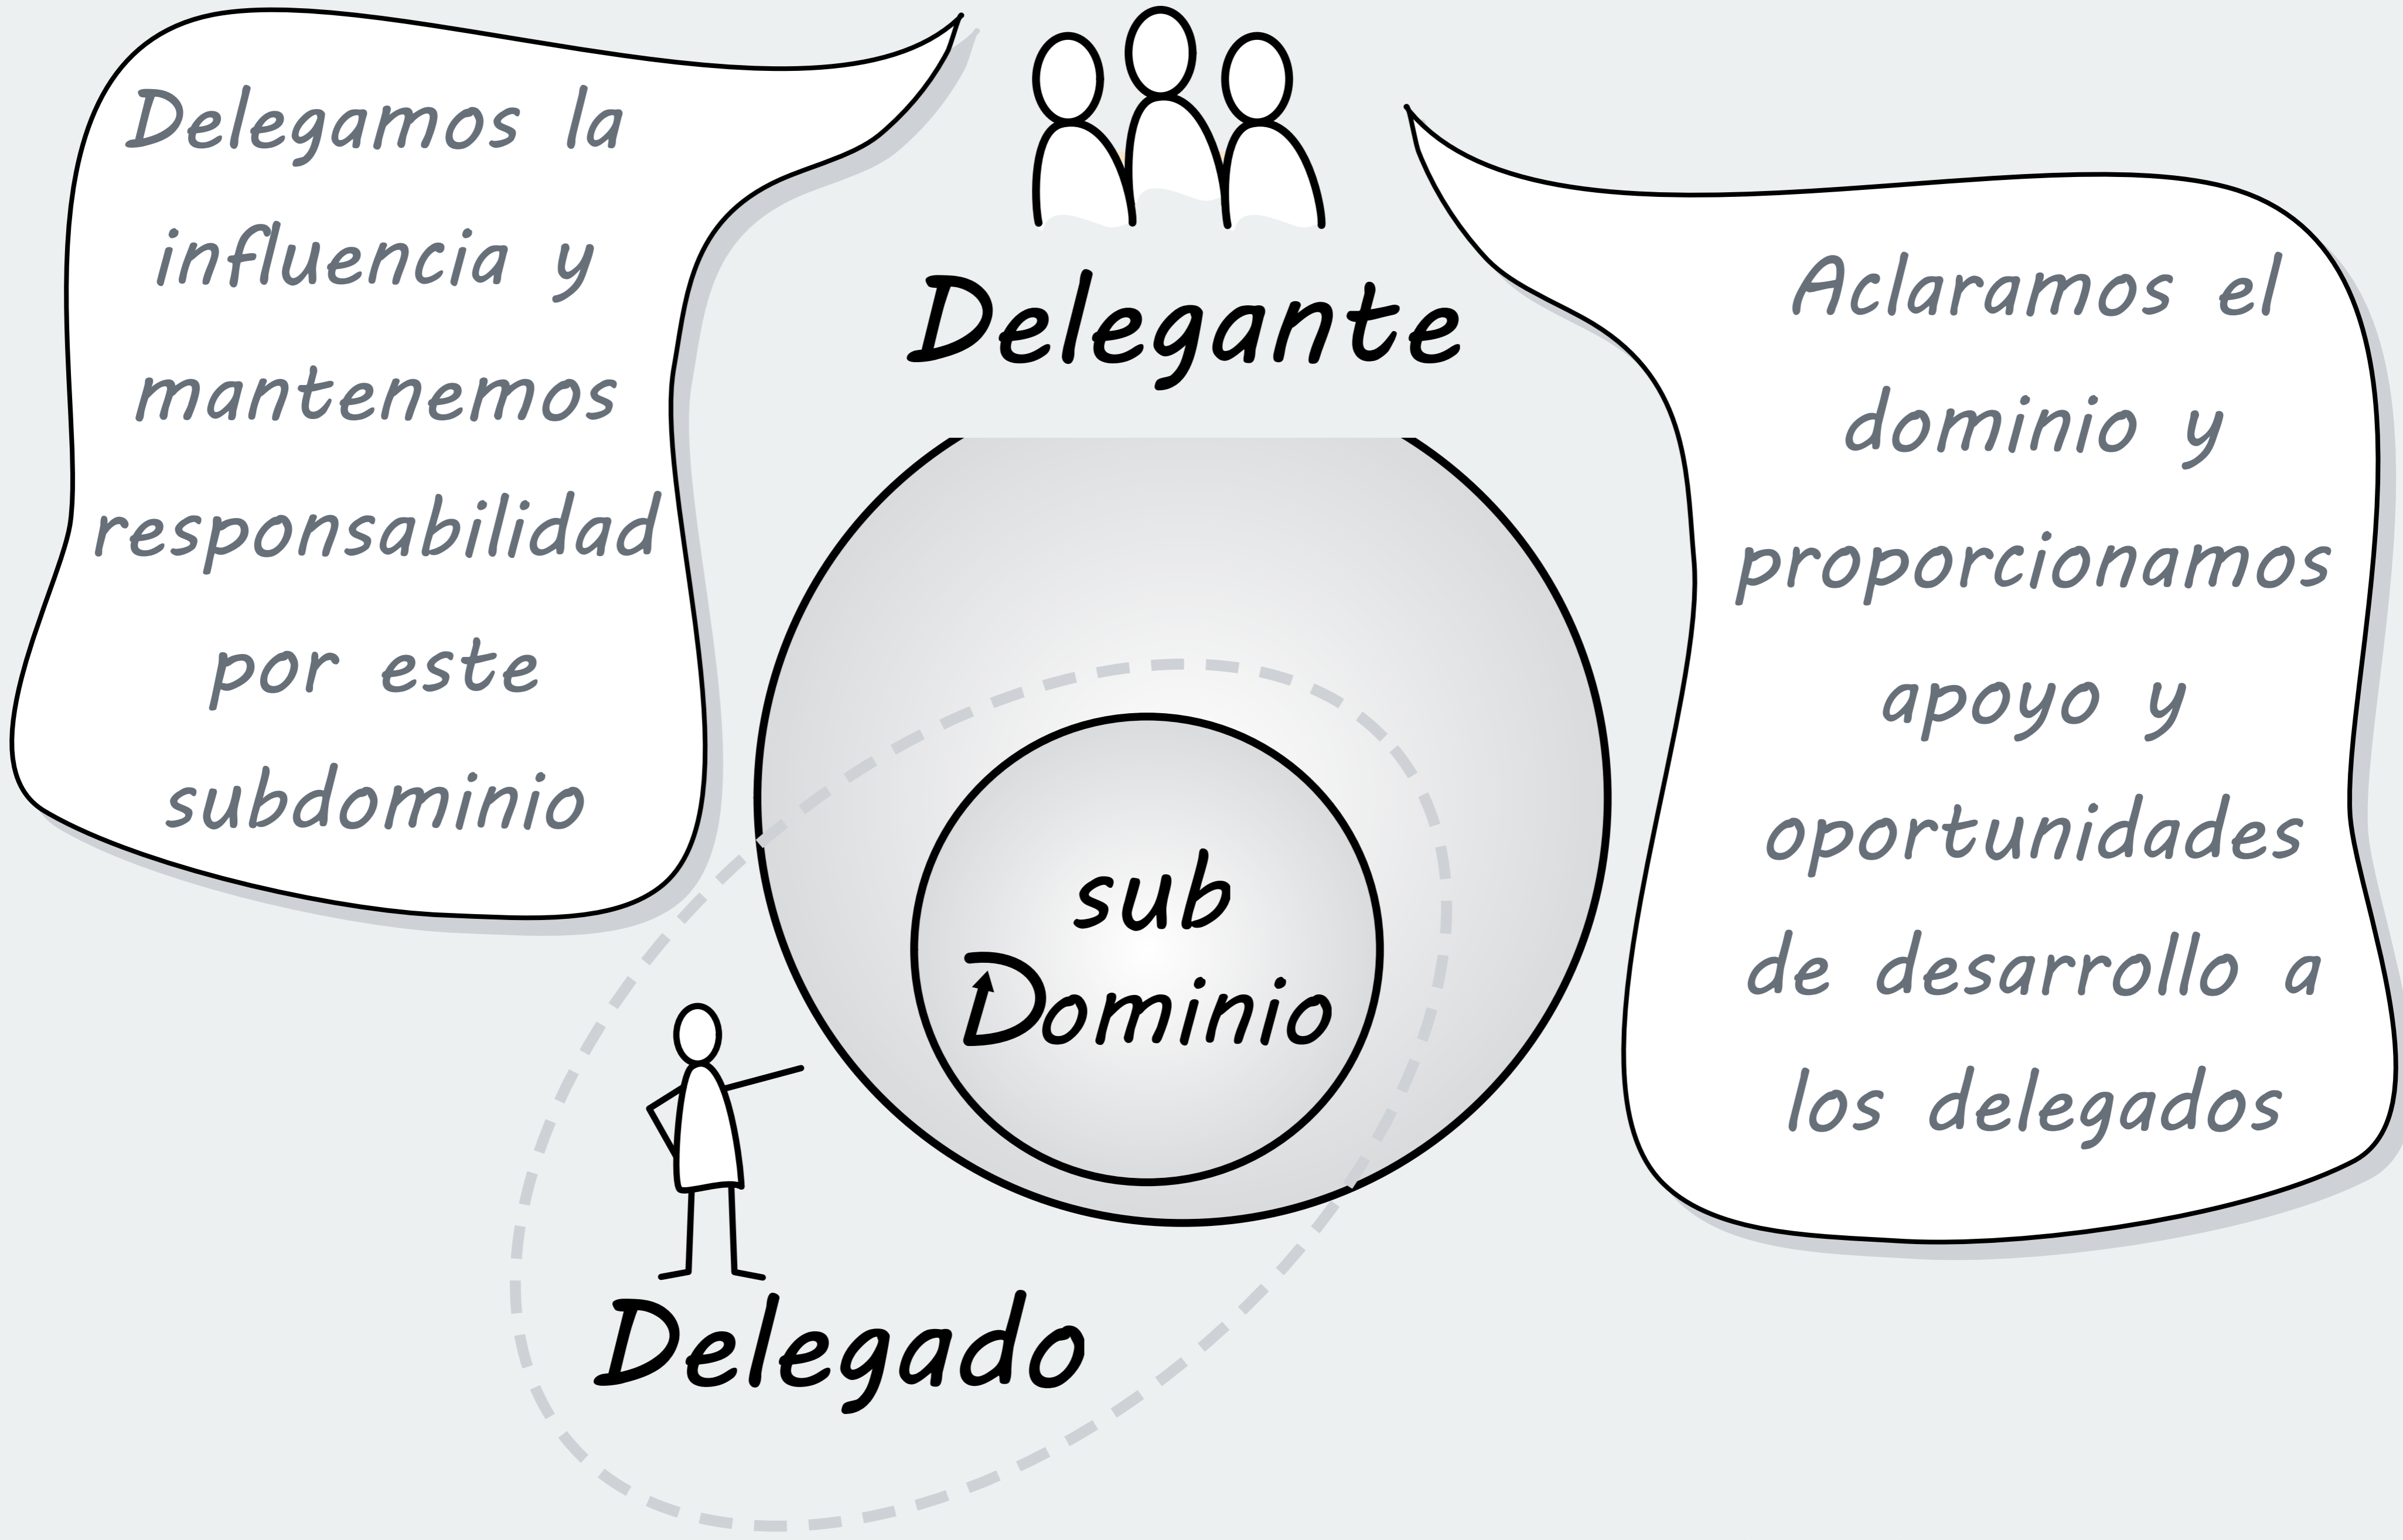 Delegamos la
influencia y
mantenemos
responsabilidad
por este
subdominio
Delegante
Aclaramos el
dominio y
proporcionamos
apoyo y
oportunidades
de desarrollo a
los delegados
sub
Dominio
Delegado